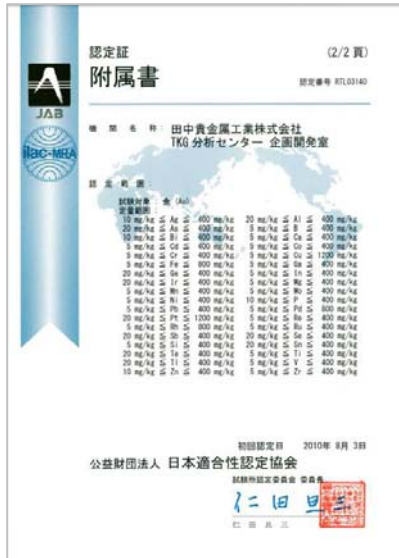 認定証
(2/2 頁)
附属書
認定番号 RTL03140
JAB
ilac-MRA
機 関 名 称 : 田中貴金属工業株式会社
TKG 分析センター 企画開発室
認 定 範 囲 :
試験対象: 金 (Au)
定量範囲:
10 mg/kg ≦ Ag ≦ 400 mg/kg 20 mg/kg ≦ Al ≦ 400 mg/kg
20 mg/kg ≦ As ≦ 400 mg/kg 5 mg/kg ≦ B ≦ 400 mg/kg
10 mg/kg ≦ Bi ≦ 400 mg/kg 5 mg/kg ≦ Ca ≦ 400 mg/kg
5 mg/kg ≦ Cd ≦ 400 mg/kg 5 mg/kg ≦ Co ≦ 400 mg/kg
5 mg/kg ≦ Cr ≦ 400 mg/kg 5 mg/kg ≦ Cu ≦ 1200 mg/kg
5 mg/kg ≦ Fe ≦ 800 mg/kg 5 mg/kg ≦ Ga ≦ 400 mg/kg
20 mg/kg ≦ Ge ≦ 400 mg/kg 5 mg/kg ≦ In ≦ 400 mg/kg
20 mg/kg ≦ Ir ≦ 400 mg/kg 5 mg/kg ≦ Mg ≦ 400 mg/kg
5 mg/kg ≦ Mn ≦ 400 mg/kg 5 mg/kg ≦ Mo ≦ 400 mg/kg
5 mg/kg ≦ Ni ≦ 400 mg/kg 10 mg/kg ≦ P ≦ 400 mg/kg
5 mg/kg ≦ Pb ≦ 400 mg/kg 5 mg/kg ≦ Pd ≦ 800 mg/kg
20 mg/kg ≦ Pt ≦ 1200 mg/kg 5 mg/kg ≦ Re ≦ 400 mg/kg
5 mg/kg ≦ Rh ≦ 800 mg/kg 5 mg/kg ≦ Ru ≦ 400 mg/kg
20 mg/kg ≦ Sb ≦ 400 mg/kg 20 mg/kg ≦ Se ≦ 400 mg/kg
5 mg/kg ≦ Si ≦ 400 mg/kg 20 mg/kg ≦ Sn ≦ 400 mg/kg
20 mg/kg ≦ Te ≦ 400 mg/kg 5 mg/kg ≦ Ti ≦ 400 mg/kg
20 mg/kg ≦ Tl ≦ 400 mg/kg 5 mg/kg ≦ V ≦ 400 mg/kg
10 mg/kg ≦ Zn ≦ 400 mg/kg 5 mg/kg ≦ Zr ≦ 400 mg/kg
初回認定日 2010年 8月 3日
公益財団法人 日本適合性認定協会
試験所認定委員会 委員長
仁田旦三
仁 田 旦 三